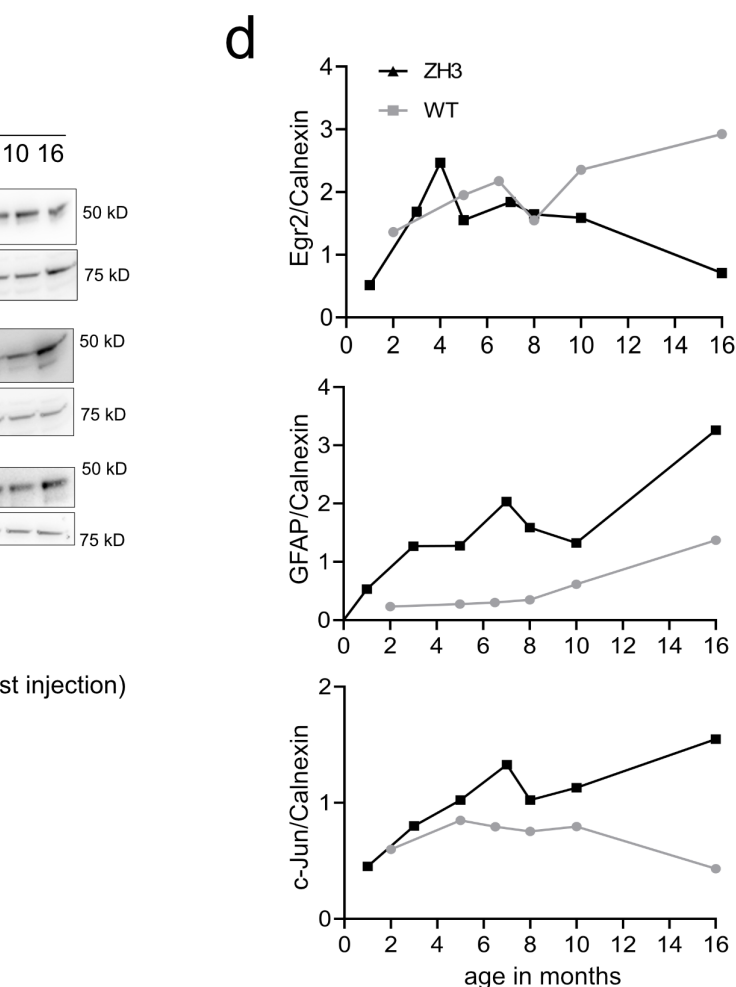 d
10 16
50 kD
75 kD
50 kD
75 kD
50 kD
75 kD
st injection)
ZH3
WT
Egr2/Calnexin
4
3
2
1
0
0 2 4 6 8 10 12 14 16
GFAP/Calnexin
4
3
2
1
0
0 2 4 6 8 10 12 14 16
c-Jun/Calnexin
2
1
0
0 2 4 6 8 10 12 14 16
age in months